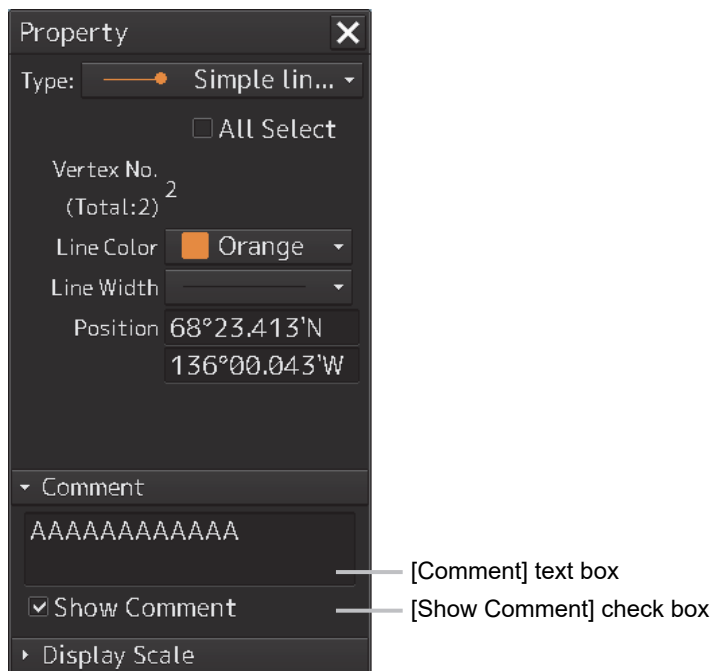 Property
Type: Simple lin...
All Select
Vertex No.
(Total:2) 2
Line Color Orange
Line Width
Position 68°23.413'N
136°00.043'W
Comment
AAAAAAAAAAAA
[Comment] text box
Show Comment [Show Comment] check box
Display Scale